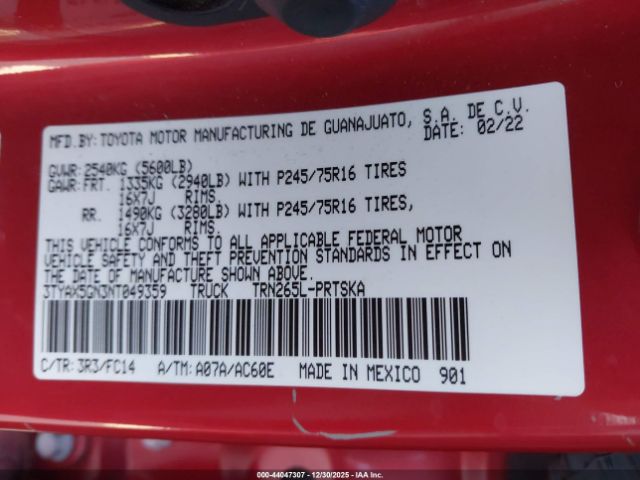 MFD.BY: TOYOTA MOTOR MANUFACTURING DE GUANAJUATO, S.A. DE C.V.
DATE: 02/22
GVWR: 2540KG (5600LB)
GAWR: FRT. 1335KG (2940LB) WITH P245/75R16 TIRES
16X7J RIMS.
RR. 1490KG (3280LB) WITH P245/75R16 TIRES,
16X7J RIMS.
THIS VEHICLE CONFORMS TO ALL APPLICABLE FEDERAL MOTOR
VEHICLE SAFETY AND THEFT PREVENTION STANDARDS IN EFFECT ON
THE DATE OF MANUFACTURE SHOWN ABOVE.
3TYAX5GN3NT049359 TRUCK TRN265L-PRTSKA
C/TR: 3R3/FC14 A/TM: A07A/AC60E MADE IN MEXICO 901
000-44047307 - 12/30/2025 - IAAI.COM